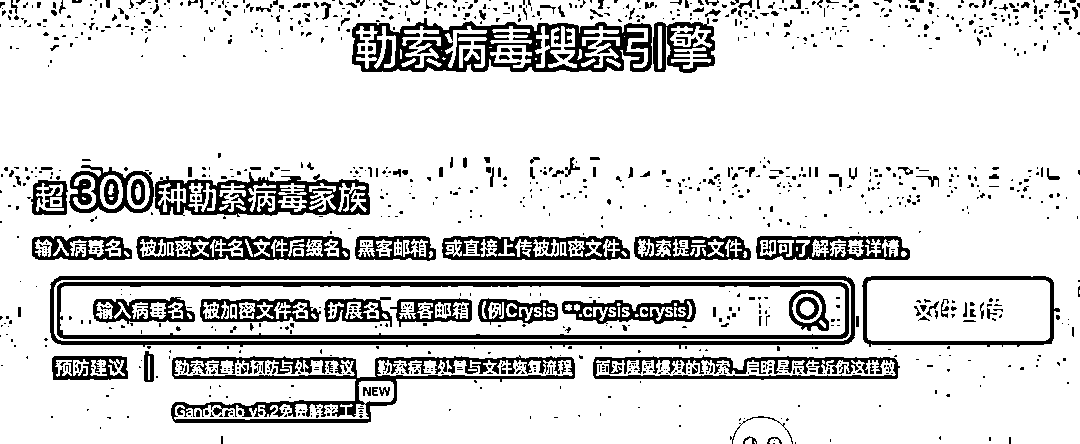 勒索病毒搜索引擎
超300种勒索病毒家族
输入病毒名、被加密文件名\文件后缀名、黑客邮箱，或直接上传被加密文件、勒索提示文件，即可了解病毒详情。
输入病毒名、被加密文件名、扩展名、黑客邮箱（例Crysis **.crysis .crysis） 文件上传
预防建议 勒索病毒的预防与处置建议 勒索病毒处置与文件恢复流程 面对屡屡爆发的勒索、启明星辰告诉你这样做
NEW
GandCrab v5.2免费解密工具